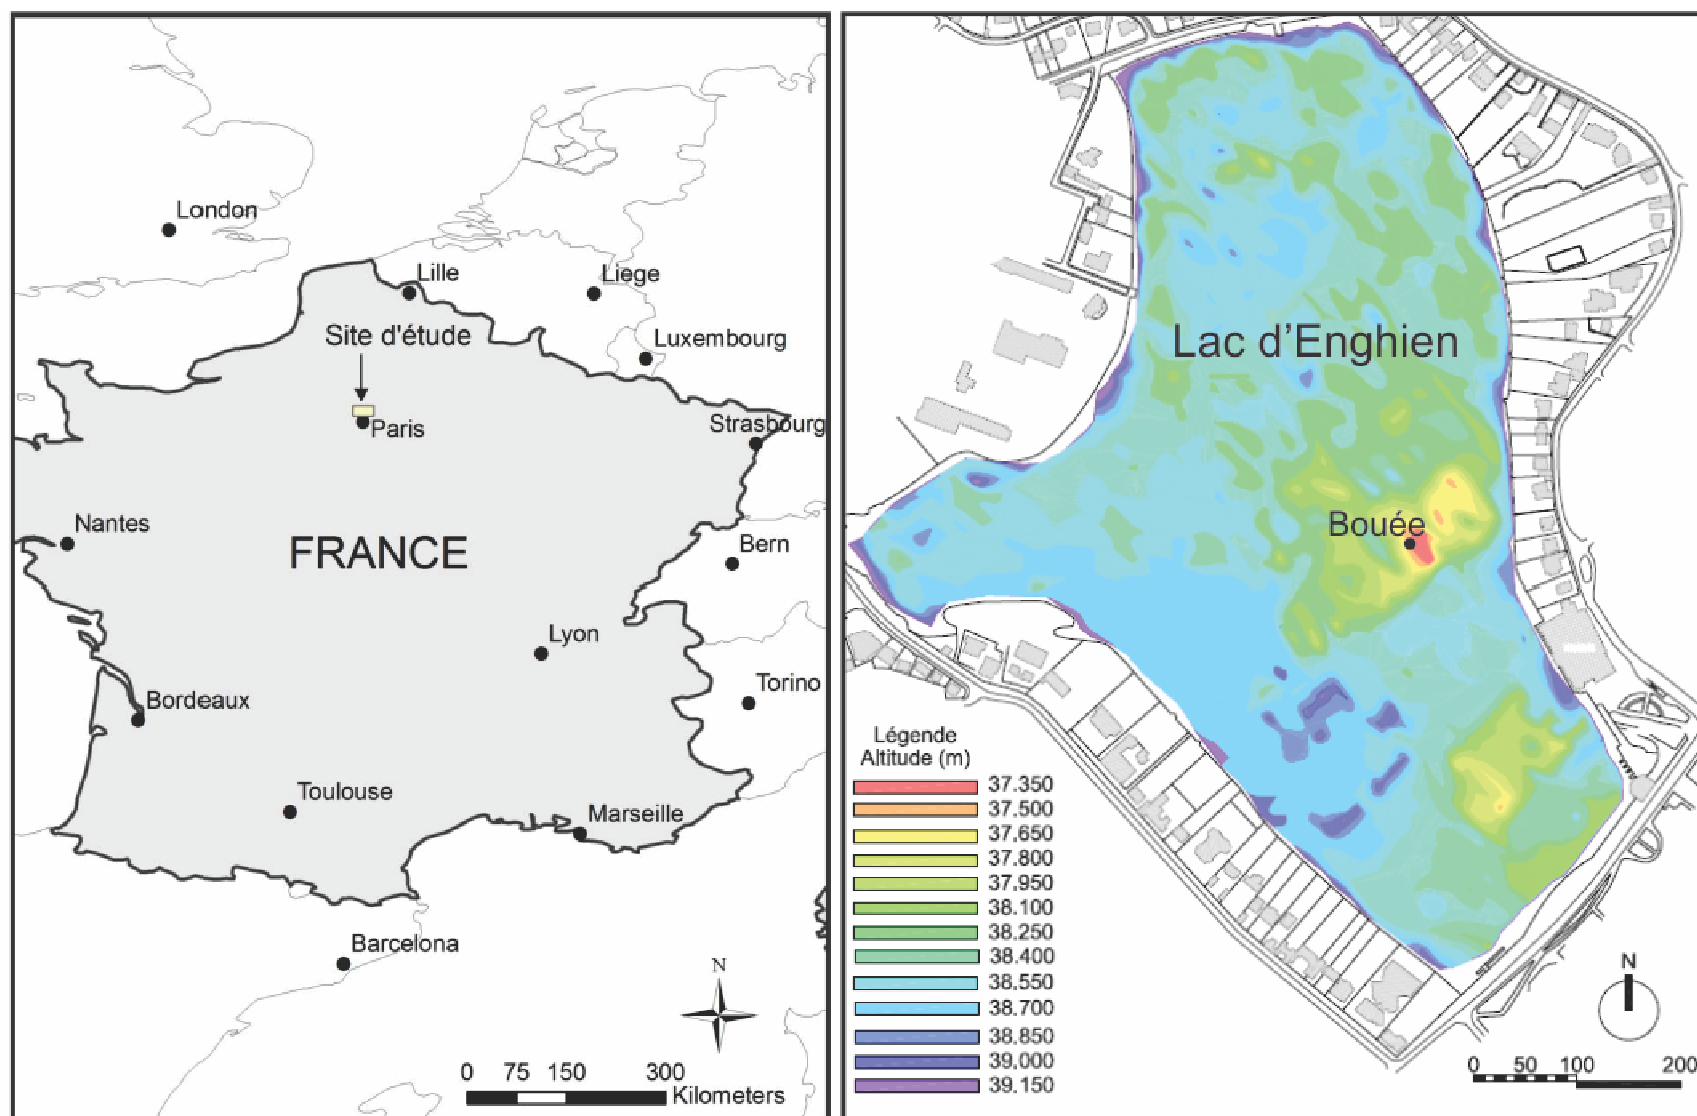 London
Lille
Liege
Site d'étude
Luxembourg
Paris
Strasbourg
Nantes
FRANCE
Bern
Lyon
Torino
Bordeaux
Toulouse
Marseille
Barcelona
N
0 75 150 300
Kilometers
Lac d'Enghien
Bouée
Légende
Altitude (m)
37.350
37.500
37.650
37.800
37.950
38.100
38.250
38.400
38.550
38.700
38.850
39.000
39.150
N
0 50 100 200